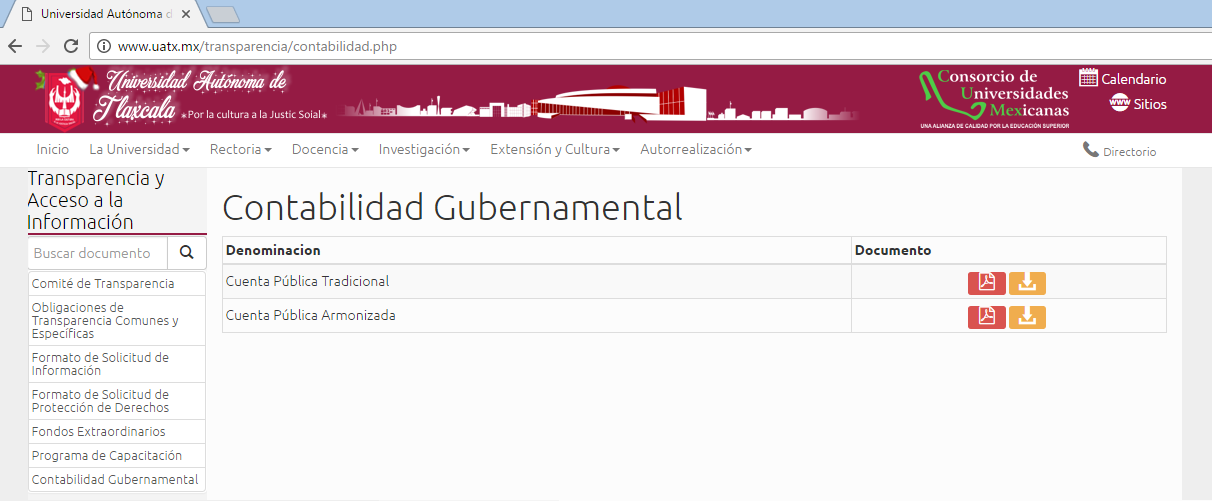 Universidad Autónoma d
www.uatx.mx/transparencia/contabilidad.php
Universidad Autónoma de
Tlaxcala
Por la cultura a la Justic Soial
Consorcio de
Universidades
Mexicanas
UNA ALIANZA DE CALIDAD POR LA EDUCACIÓN SUPERIOR
Calendario
www Sitios
Inicio La Universidad Rectoria Docencia Investigación Extensión y Cultura Autorrealización Directorio
Transparencia y
Acceso a la
Información
Buscar documento
Comité de Transparencia
Obligaciones de
Transparencia Comunes y
Específicas
Formato de Solicitud de
Información
Formato de Solicitud de
Protección de Derechos
Fondos Extraordinarios
Programa de Capacitación
Contabilidad Gubernamental
Contabilidad Gubernamental
Denominacion Documento
Cuenta Pública Tradicional
Cuenta Pública Armonizada